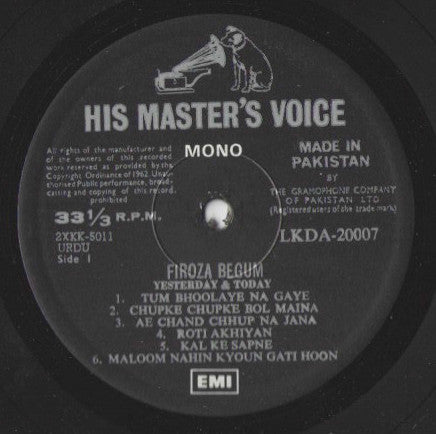 HIS MASTER'S VOICE
All rights of the manufacturer and
of the owners of this recorded
work reserved as provided by the
Copyright Ordinance of 1962. Unau-
thorised Public performance, broad-
casting and copying of this record
prohibited
MONO
MADE IN
PAKISTAN
BY
THE GRAMOPHONE COMPANY
OF PAKISTAN LTD
(Registered users of the trade mark)
33 1/3 R.P.M.
2XKK-5011
URDU
Side 1
LKDA-20007
FIROZA BEGUM
YESTERDAY & TODAY
1. TUM BHOOLAYE NA GAYE
2. CHUPKE CHUPKE BOL MAINA
3. AE CHAND CHHUP NA JANA
4. ROTI AKHIYAN
5. KAL KE SAPNE
6. MALOOM NAHIN KYOUN GATI HOON
EMI